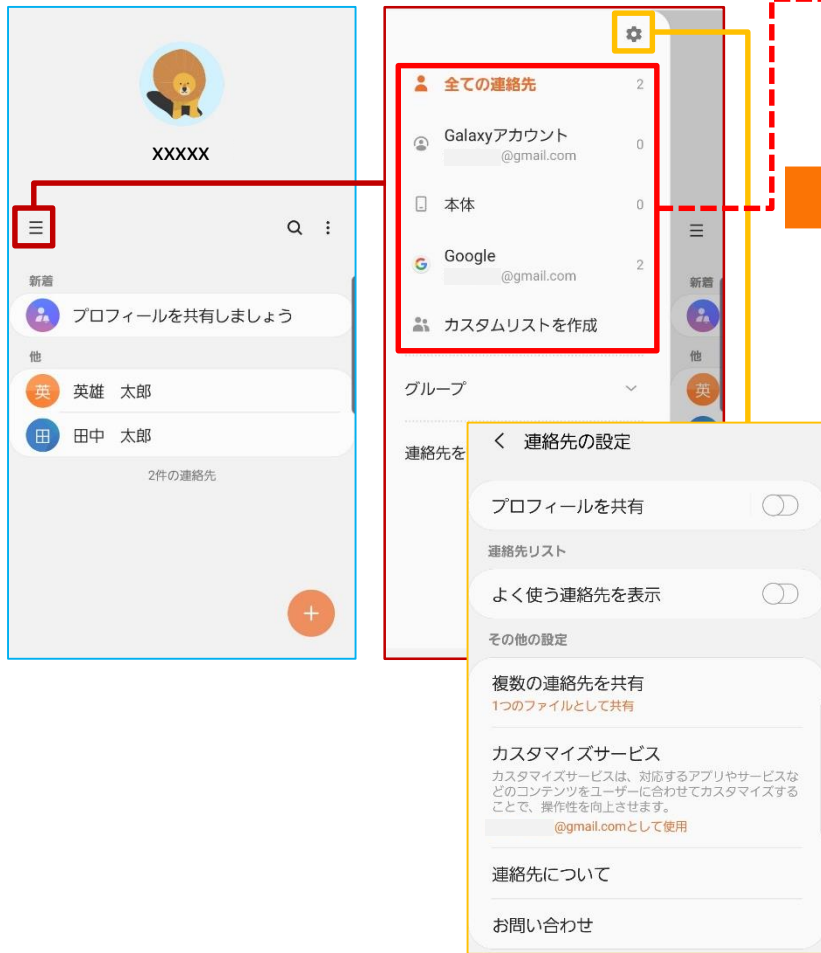 XXXXX
新着
プロフィールを共有しましょう
他
英
英雄 太郎
田
田中 太郎
2件の連絡先
全ての連絡先 2
Galaxyアカウント 0
@gmail.com
本体 0
Google 2
@gmail.com
カスタムリストを作成
グループ
連絡先を
新着
他
英
連絡先の設定
プロフィールを共有
連絡先リスト
よく使う連絡先を表示
その他の設定
複数の連絡先を共有
1つのファイルとして共有
カスタマイズサービス
カスタマイズサービスは、対応するアプリやサービスな
どのコンテンツをユーザーに合わせてカスタマイズする
ことで、操作性を向上させます。
@gmail.comとして使用
連絡先について
お問い合わせ